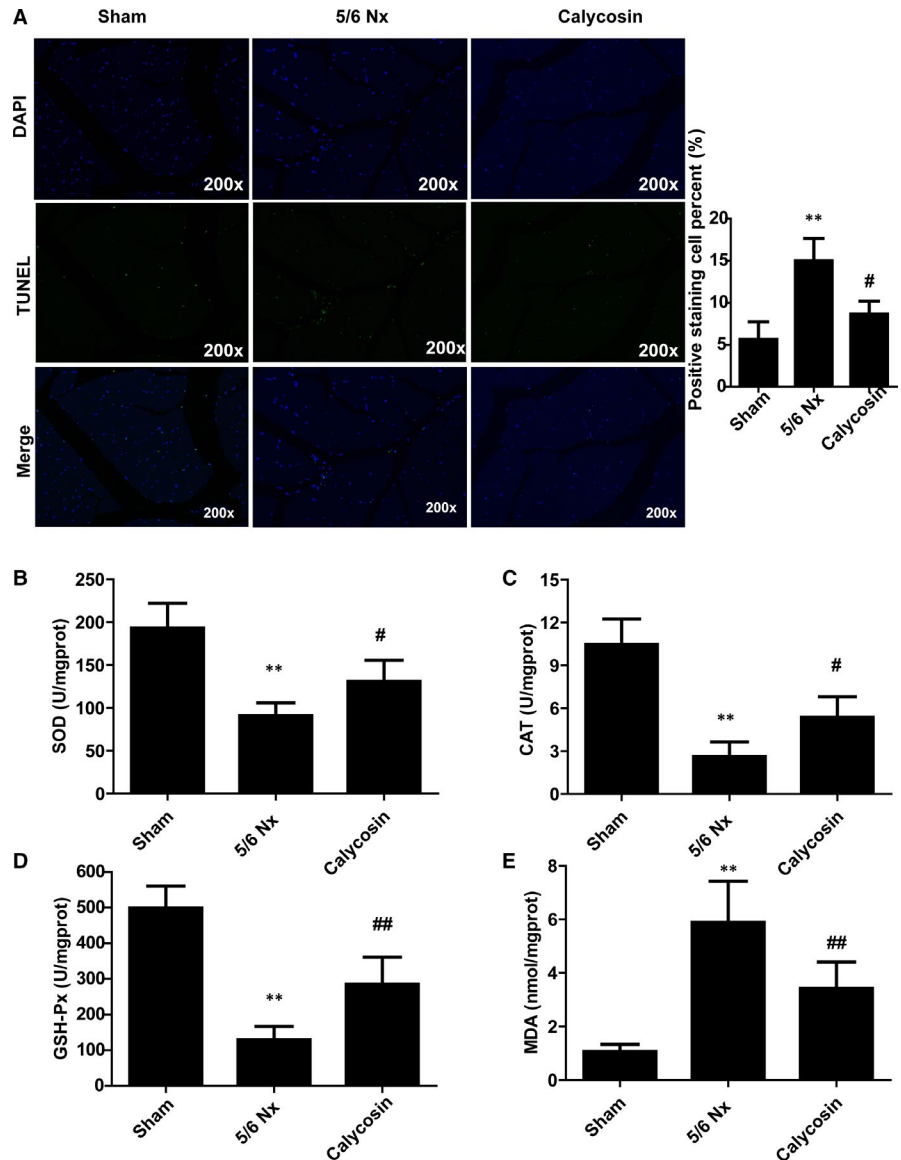 A
Sham
5/6 Nx
Calycosin
DAPI
200x
200x
200x
TUNEL
200x
200x
200x
Merge
200x
200x
200x
Positive staining cell percent (%)
20
15
10
5
0
**
#
Sham
5/6 Nx
Calycosin
B
SOD (U/mgprot)
250
200
150
100
50
0
**
#
Sham
5/6 Nx
Calycosin
C
CAT (U/mgprot)
15
12
9
6
3
0
**
#
Sham
5/6 Nx
Calycosin
D
GSH-Px (U/mgprot)
600
500
400
300
200
100
0
**
##
Sham
5/6 Nx
Calycosin
E
MDA (nmol/mgprot)
8
6
4
2
0
**
##
Sham
5/6 Nx
Calycosin